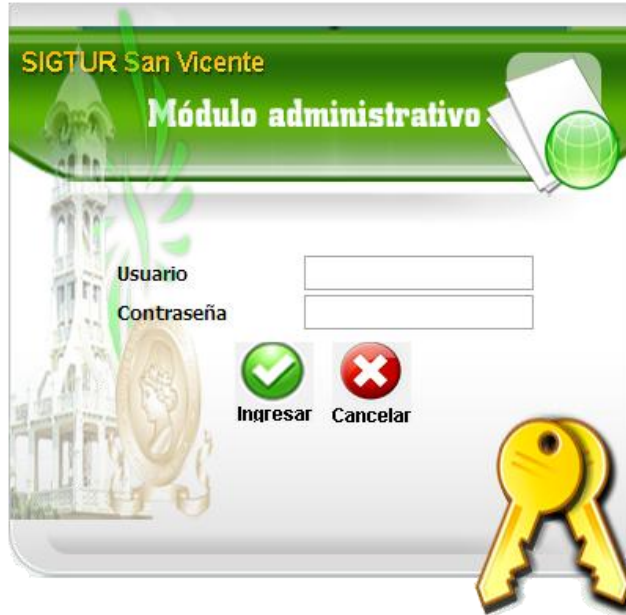 SIGTUR San Vicente
Módulo administrativo
Usuario
Contraseña
Ingresar Cancelar